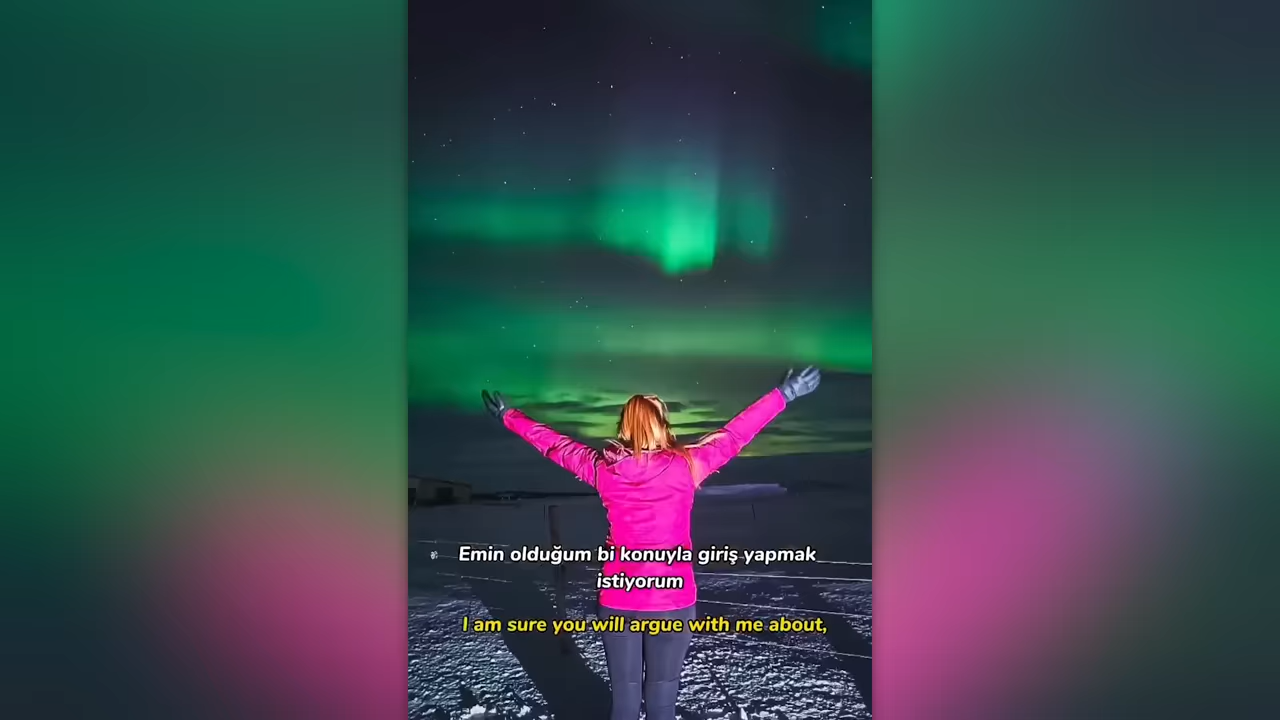 Emin olduğum bi konuyla giriş yapmak
istiyorum
I am sure you will argue with me about,